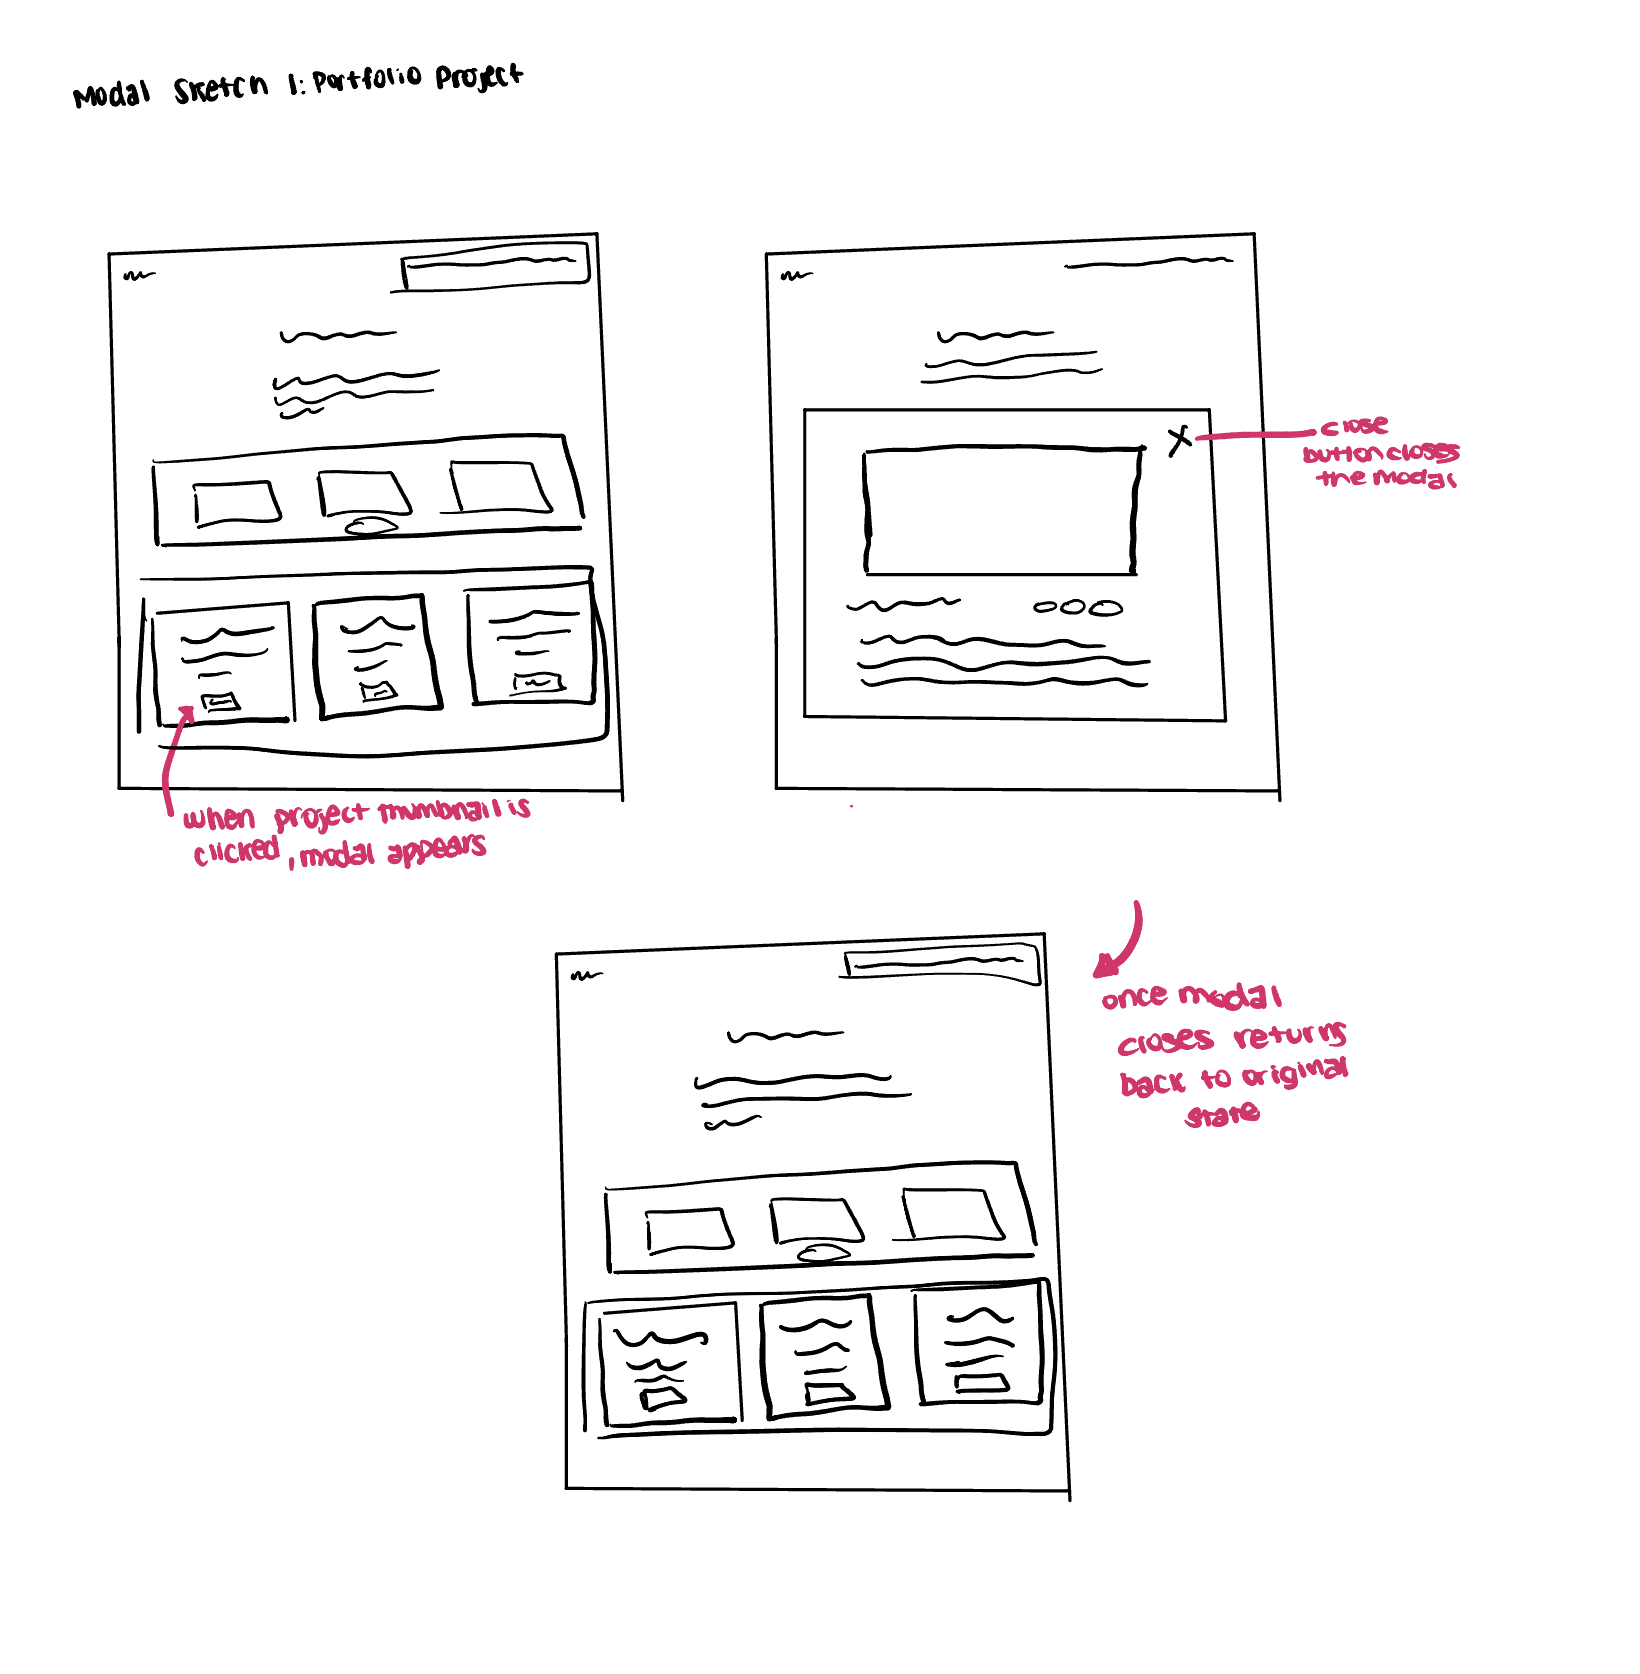 Modal Sketch 1: Portfolio Project
close
button closes
the modal
when project thumbnail is
clicked, modal appears
once modal
closes returns
back to original
state